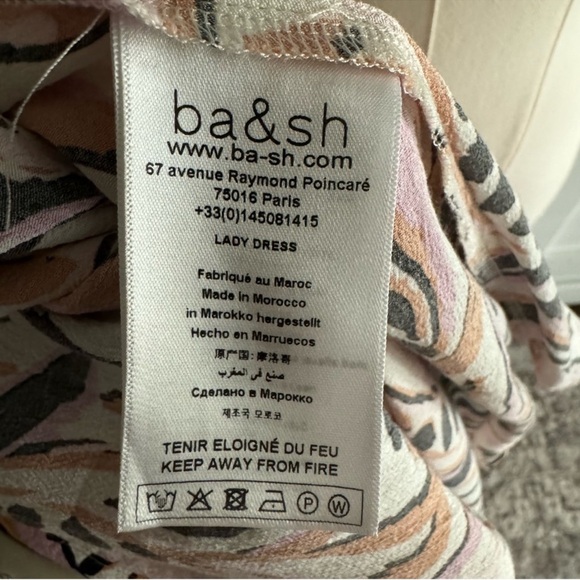 ba&sh
www.ba-sh.com
67 avenue Raymond Poincaré
75016 Paris
+33(0)145081415
LADY DRESS
Fabriqué au Maroc
Made in Morocco
in Marokko hergestellt
Hecho en Marruecos
原产国:摩洛哥
صنع في المغرب
Сделано в Марокко
제조국 모로코
TENIR ELOIGNÉ DU FEU
KEEP AWAY FROM FIRE
P W